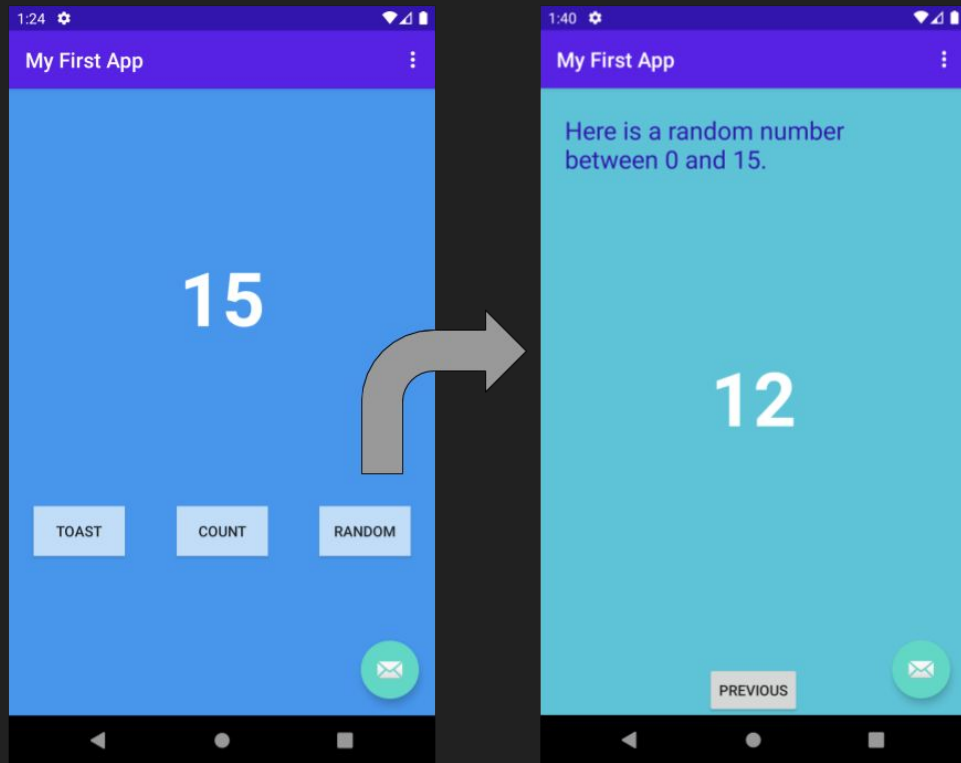 1:24
My First App
15
TOAST
COUNT
RANDOM
1:40
My First App
Here is a random number
between 0 and 15.
12
PREVIOUS